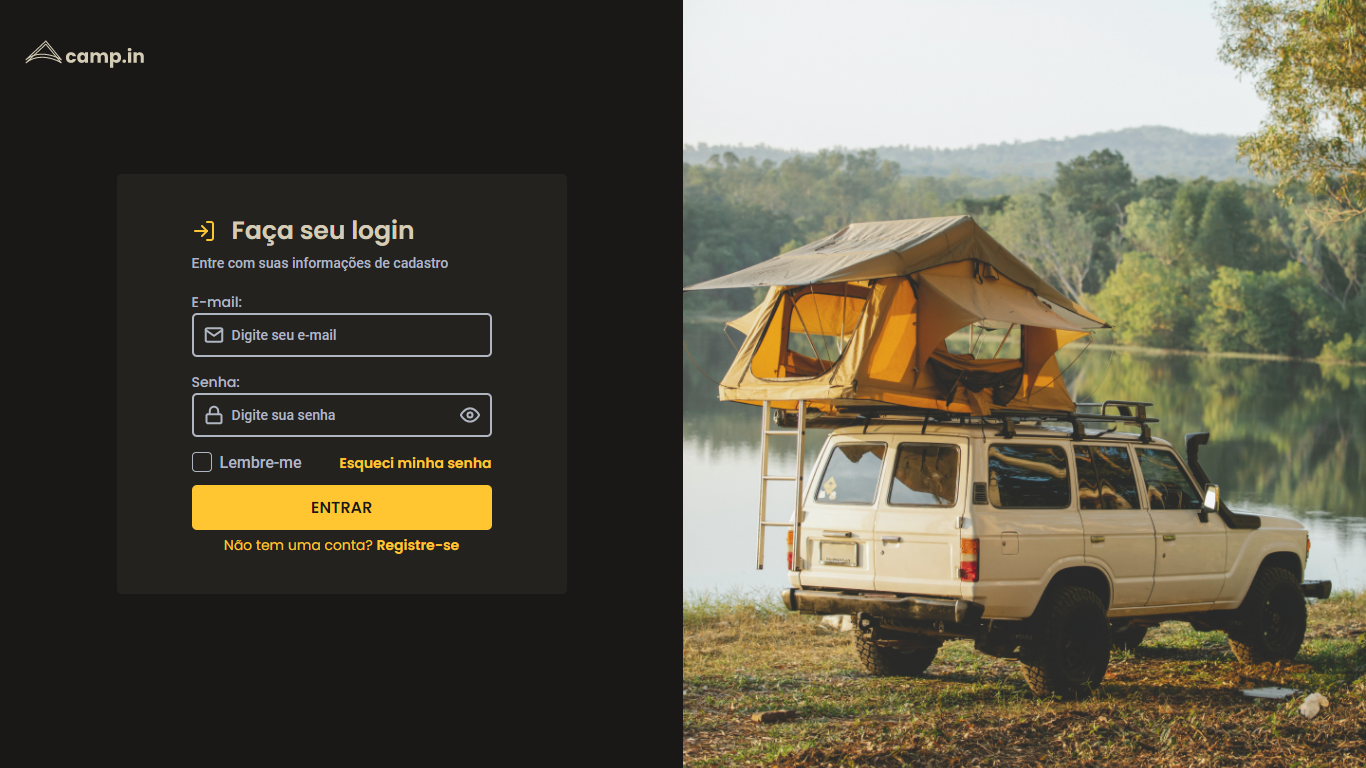 camp.in
Faça seu login
Entre com suas informações de cadastro
E-mail:
Digite seu e-mail
Senha:
Digite sua senha
Lembre-me Esqueci minha senha
ENTRAR
Não tem uma conta? Registre-se